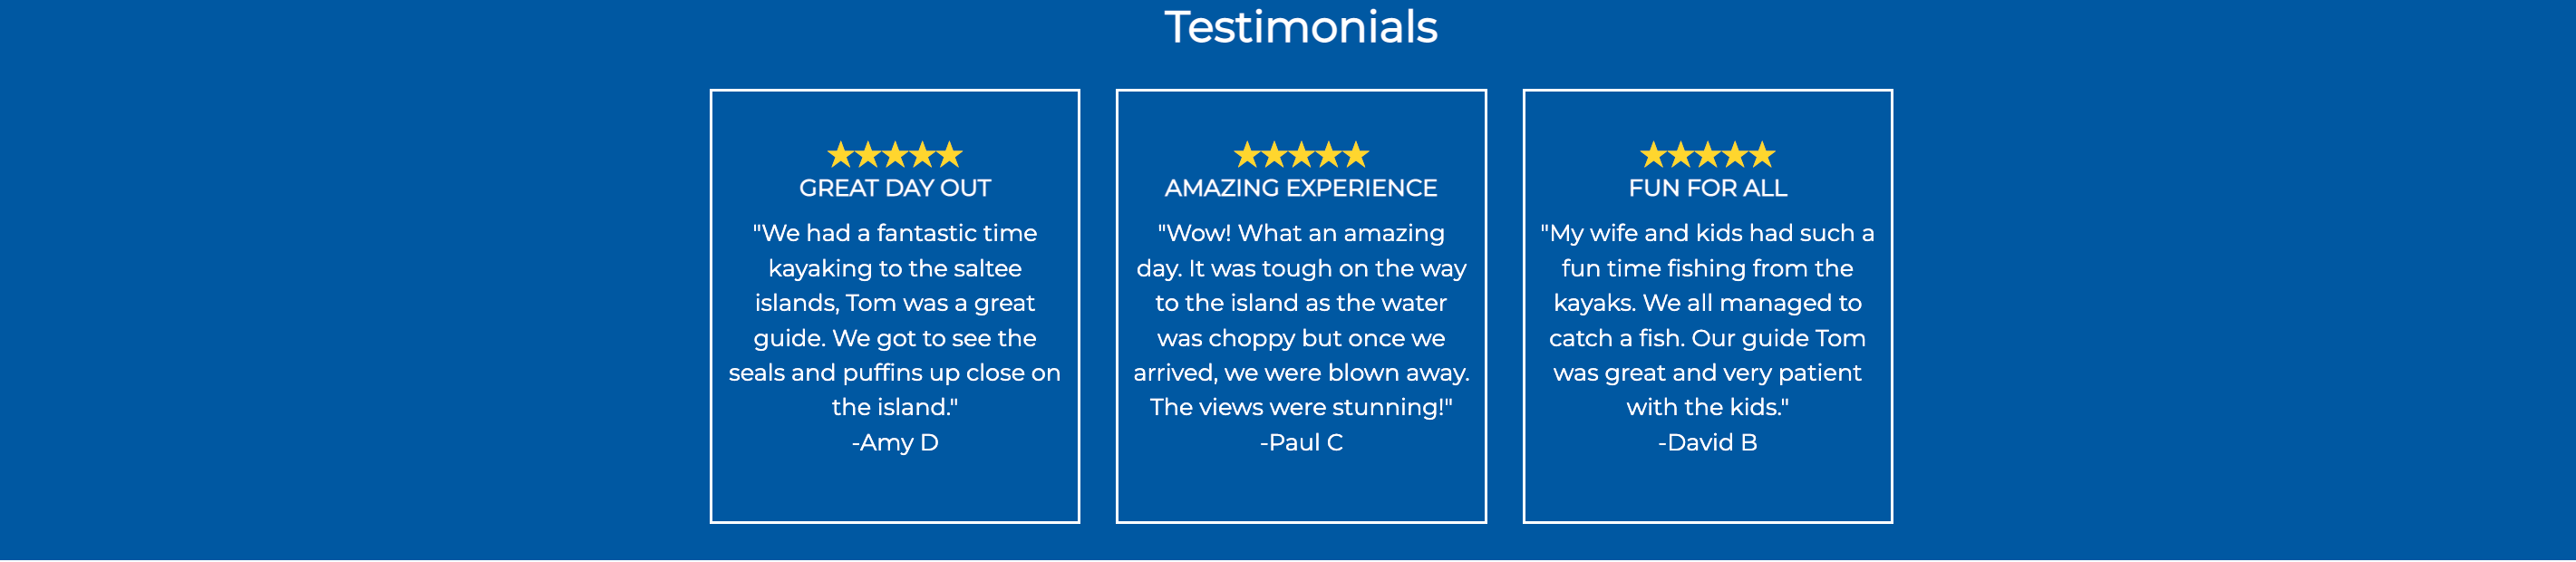 Testimonials
GREAT DAY OUT
"We had a fantastic time
kayaking to the saltee
islands, Tom was a great
guide. We got to see the
seals and puffins up close on
the island."
-Amy D
AMAZING EXPERIENCE
"Wow! What an amazing
day. It was tough on the way
to the island as the water
was choppy but once we
arrived, we were blown away.
The views were stunning!"
-Paul C
FUN FOR ALL
"My wife and kids had such a
fun time fishing from the
kayaks. We all managed to
catch a fish. Our guide Tom
was great and very patient
with the kids."
-David B